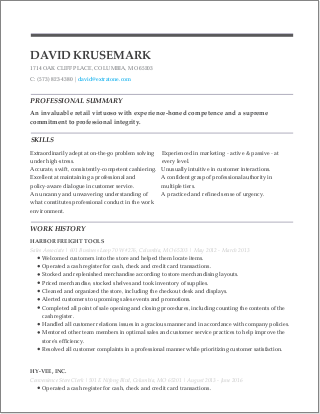 DAVID KRUSEMARK
1714 OAK CLIFF PLACE, COLUMBIA, MO 65203
C: (573) 823-4380 | david@extratime.com
PROFESSIONAL SUMMARY
An invaluable retail virtuoso with experience-based competence and a supreme
commitment to professional integrity.
SKILLS
Extraordinarily adept at on-the-go problem solving
under high-stress.
Accurate, swift, consistently-competent cashiering.
Excellent at maintaining a professional and
policy-aware dialogue in customer service.
An uncanny and unwavering understanding of
what constitutes professional conduct in the work
environment.
Experienced in marketing - active & passive - at
every level.
Unusually intuitive in customer interactions.
A confident grasp of professional authority in
multiple tiers.
A practiced and refined sense of urgency.
WORK HISTORY
HARBOR FREIGHT TOOLS
Sales Associate | Columbia, MO 65203 | May 2012 - March 2013
Welcomed customers into the store and helped them locate items.
Operated a cash register for cash, check and credit card transactions.
Stocked and replenished merchandise according to store merchandising layouts.
Priced merchandise, stocked shelves and took inventory of supplies.
Cleaned and organized the store, including the checkout desk and displays.
Alerted customers to upcoming sales events and promotions.
Completed all point of sale opening and closing procedures, including counting the contents of the
cash register.
Handled all customer relations issues in a gracious manner and in accordance with company policies.
Mentored other team members in optimal sales and customer service practices to help improve the
store's efficiency.
Resolved all customer complaints in a professional manner while prioritizing customer satisfaction.
HY-VEE, INC.
Convenience Store Clerk | Columbia, MO 65203 | August 2013 - June 2014
Operated a cash register for cash, check and credit card transactions.